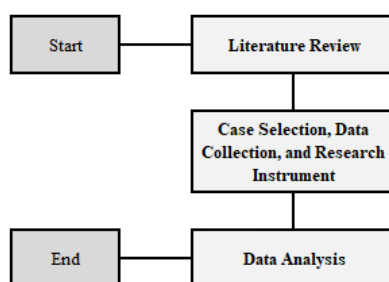 Start
Literature Review
Case Selection, Data
Collection, and Research
Instrument
End
Data Analysis